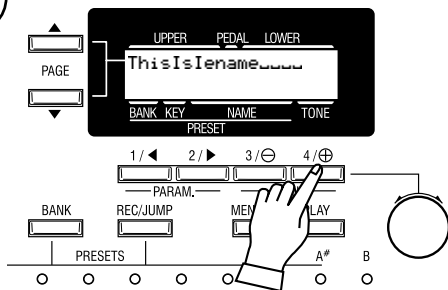 UPPER PEDAL LOWER
ThisIsIename␣␣␣␣
BANK KEY NAME TONE
PRESET
PAGE
1/◀ 2/▶ 3/⊖ 4/⊕
PARAM.
BANK REC/JUMP
PRESETS A# B